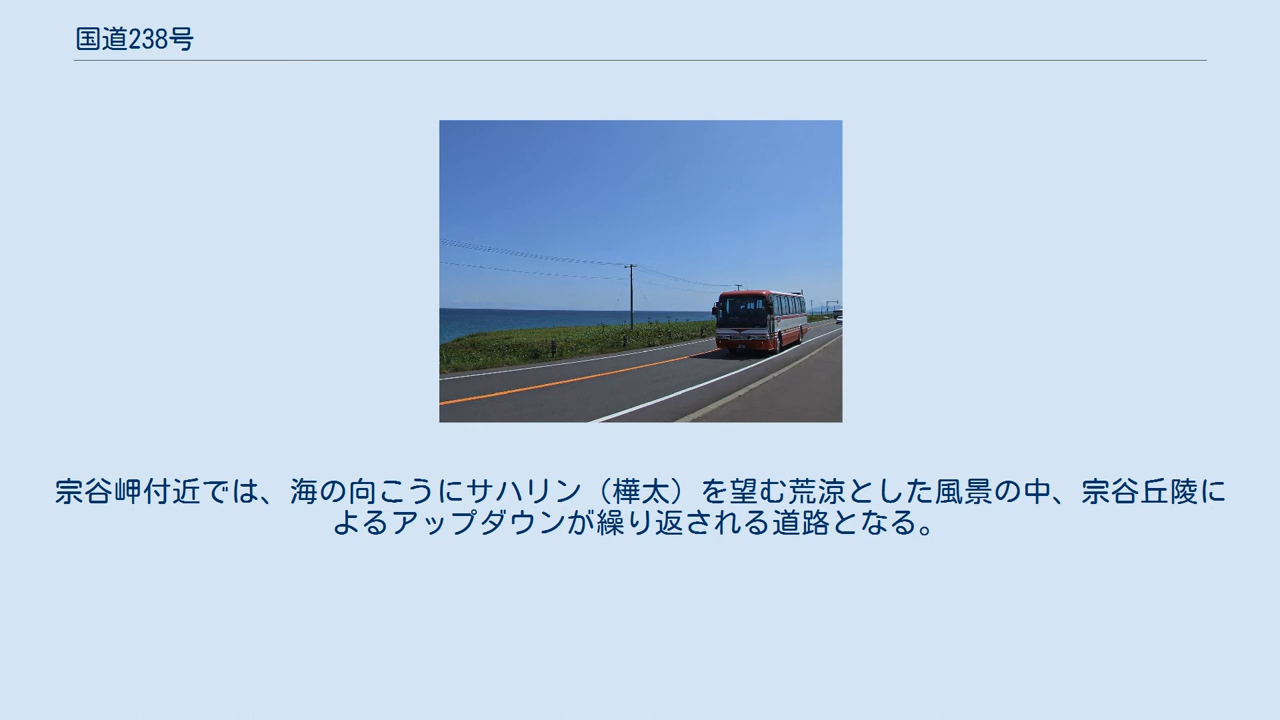 国道238号
宗谷岬付近では、海の向こうにサハリン（樺太）を望む荒涼とした風景の中、宗谷丘陵に
よるアップダウンが繰り返される道路となる。